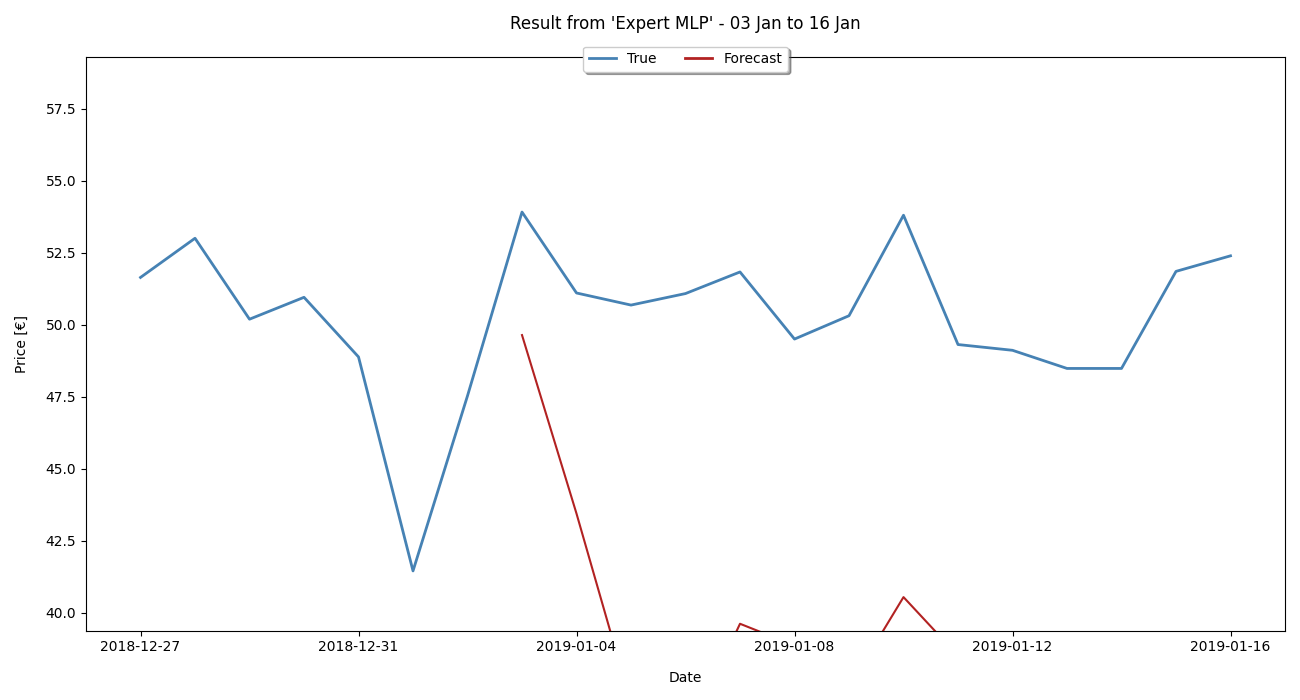 Result from 'Expert MLP' - 03 Jan to 16 Jan
True Forecast
57.5
55.0
52.5
50.0
47.5
45.0
42.5
40.0
Price [€]
2018-12-27 2018-12-31 2019-01-04 2019-01-08 2019-01-12 2019-01-16
Date